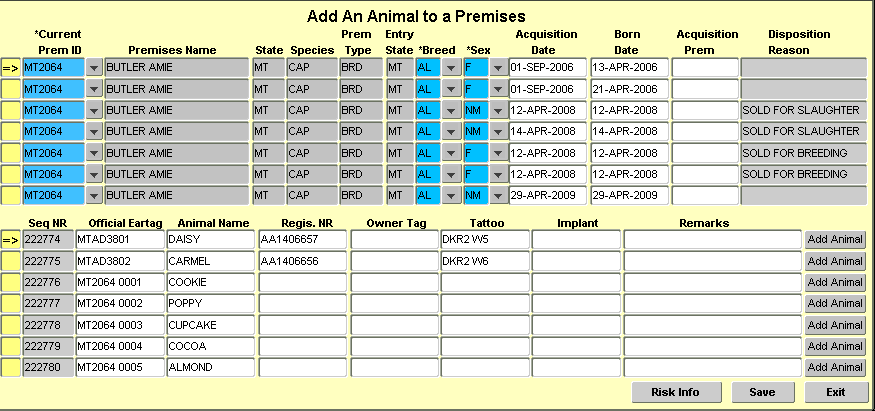 Add An Animal to a Premises
*Current Prem Entry Acquisition Born Acquisition Disposition
Prem ID Premises Name State Species Type State *Breed *Sex Date Date Prem Reason
=> MT2064 BUTLER AMIE MT CAP BRD MT AL F 01-SEP-2006 13-APR-2006
MT2064 BUTLER AMIE MT CAP BRD MT AL F 01-SEP-2006 21-APR-2006
MT2064 BUTLER AMIE MT CAP BRD MT AL NM 12-APR-2008 12-APR-2008 SOLD FOR SLAUGHTER
MT2064 BUTLER AMIE MT CAP BRD MT AL NM 14-APR-2008 14-APR-2008 SOLD FOR SLAUGHTER
MT2064 BUTLER AMIE MT CAP BRD MT AL F 12-APR-2008 12-APR-2008 SOLD FOR BREEDING
MT2064 BUTLER AMIE MT CAP BRD MT AL F 12-APR-2008 12-APR-2008 SOLD FOR BREEDING
MT2064 BUTLER AMIE MT CAP BRD MT AL NM 29-APR-2009 29-APR-2009
Seq NR Official Eartag Animal Name Regis. NR Owner Tag Tattoo Implant Remarks
=> 222774 MTAD3801 DAISY AA1406657 DKR2 W5 Add Animal
222775 MTAD3802 CARMEL AA1406656 DKR2 W6 Add Animal
222776 MT2064 0001 COOKIE Add Animal
222777 MT2064 0002 POPPY Add Animal
222778 MT2064 0003 CUPCAKE Add Animal
222779 MT2064 0004 COCOA Add Animal
222780 MT2064 0005 ALMOND Add Animal
Risk Info Save Exit